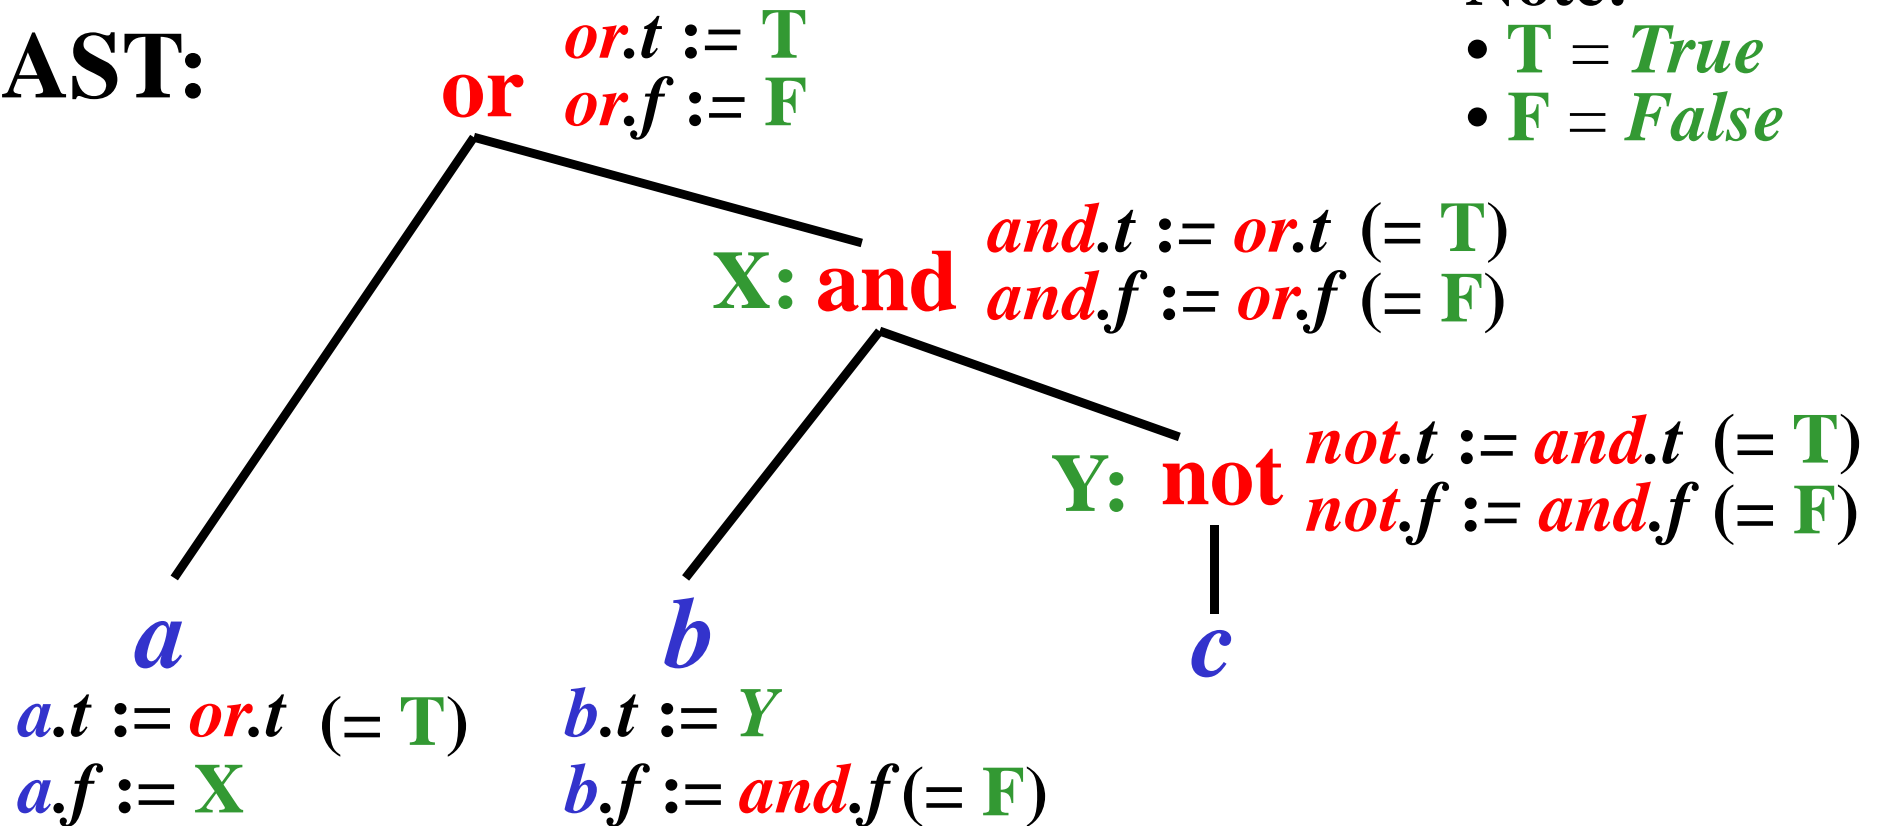 AST:
or
or.t := T
or.f := F
• T = True
• F = False
X: and
and.t := or.t (= T)
and.f := or.f (= F)
Y: not
not.t := and.t (= T)
not.f := and.f (= F)
a
b
c
a.t := or.t (= T)
a.f := X
b.t := Y
b.f := and.f (= F)